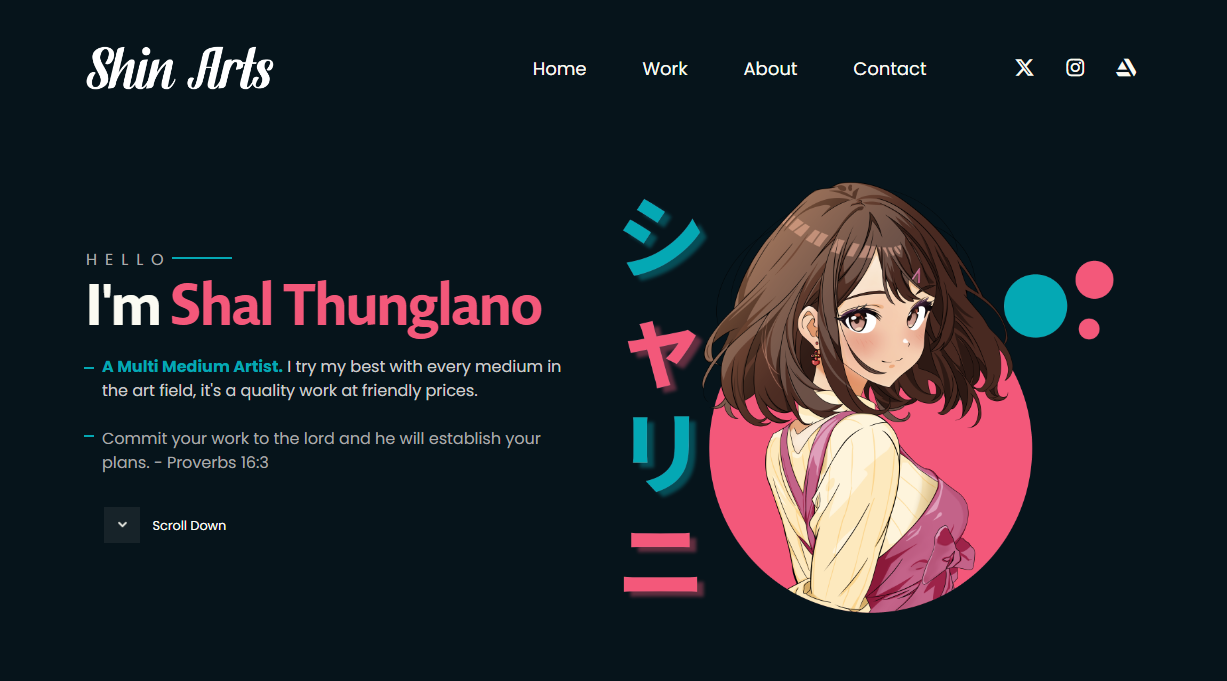 Shin Arts
Home Work About Contact
HELLO
I'm Shal Thunglano
A Multi Medium Artist. I try my best with every medium in
the art field, it's a quality work at friendly prices.
Commit your work to the lord and he will establish your
plans. - Proverbs 16:3
Scroll Down
シャリニ